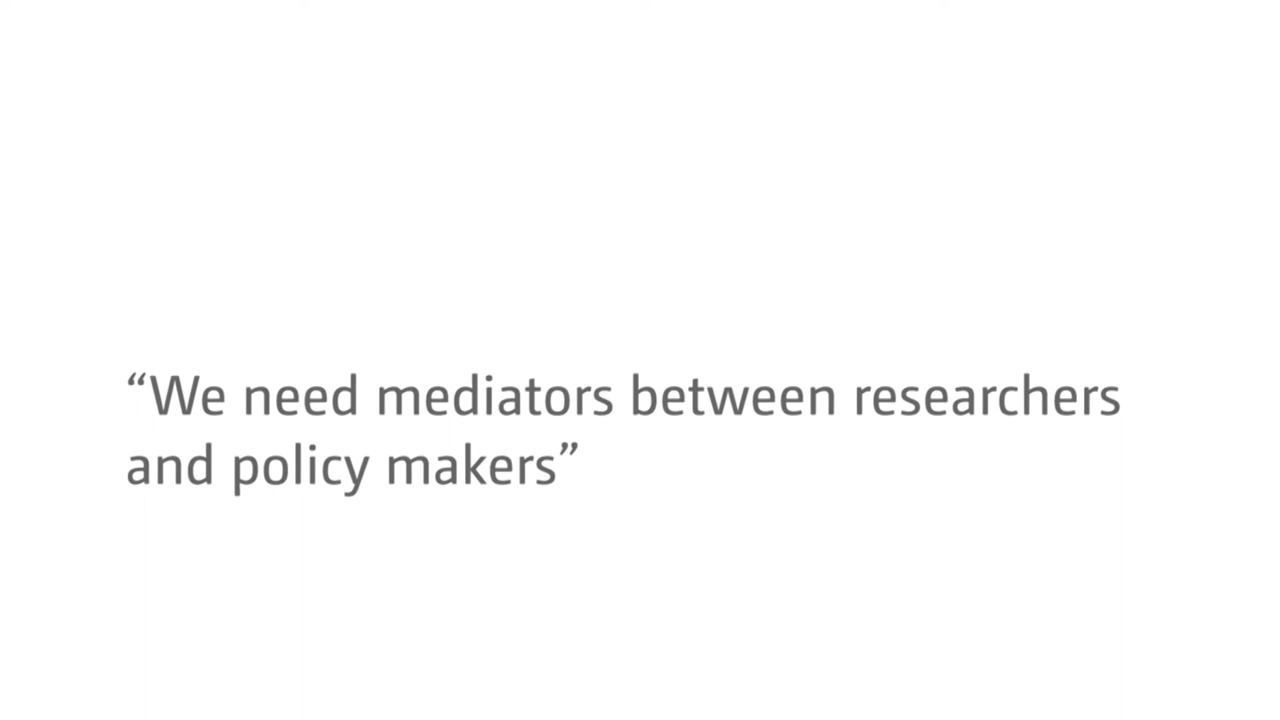 “We need mediators between researchers
and policy makers”